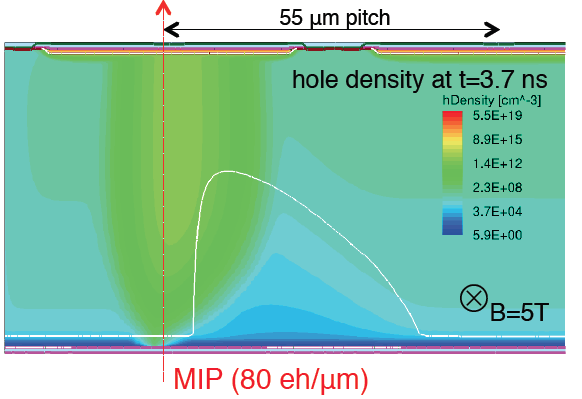 55 µm pitch
hole density at t=3.7 ns
hDensity [cm^-3]
5.5E+19
8.9E+15
1.4E+12
2.3E+08
3.7E+04
5.9E+00
B=5T
MIP (80 eh/µm)